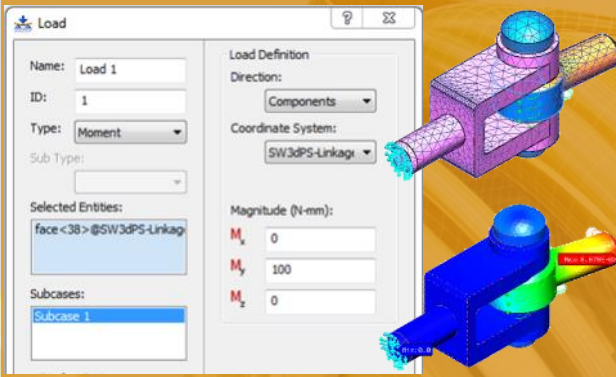 Load
Name: Load 1
ID: 1
Type: Moment
Sub Type:
Selected Entities:
face<38>@SW3dPS-Linkag
Subcases:
Subcase 1
Load Definition
Direction:
Components
Coordinate System:
SW3dPS-Linkage
Magnitude (N-mm):
Mx 0
My 100
Mz 0